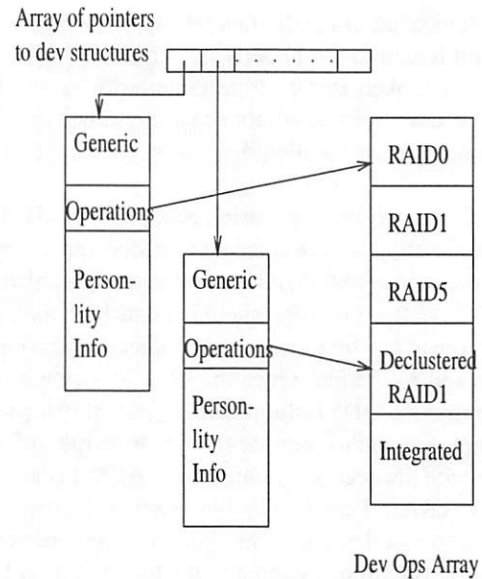 Array of pointers
to dev structures
Generic
Operations
Person-
lity
Info
Generic
Operations
Person-
lity
Info
RAID0
RAID1
RAID5
Declustered
RAID1
Integrated
Dev Ops Array